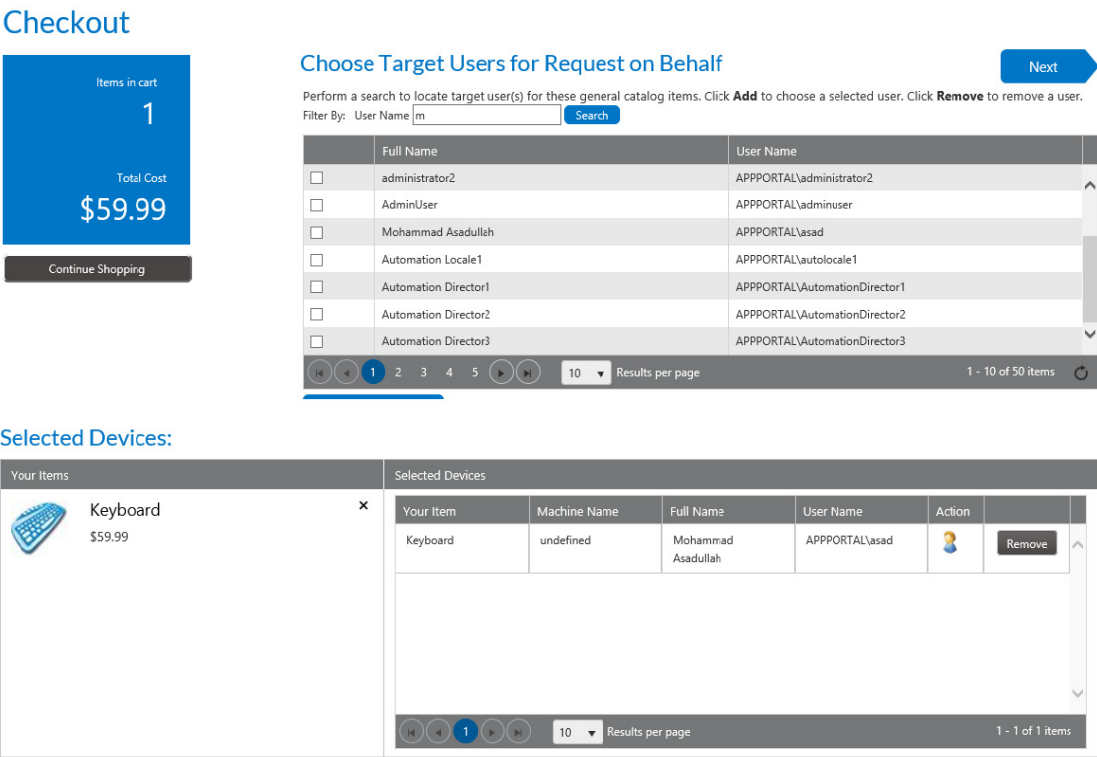 Checkout
Items in cart
1
Total Cost
$59.99
Continue Shopping
Choose Target Users for Request on Behalf
Next
Perform a search to locate target user(s) for these general catalog items. Click Add to choose a selected user. Click Remove to remove a user.
Filter By: User Name m Search
Full Name User Name
administrator2 APPPORTAL\administrator2
AdminUser APPPORTAL\adminuser
Mohammad Asadullah APPPORTAL\asad
Automation Locale1 APPPORTAL\autolocale1
Automation Director1 APPPORTAL\AutomationDirector1
Automation Director2 APPPORTAL\AutomationDirector2
Automation Director3 APPPORTAL\AutomationDirector3
1 2 3 4 5 10 Results per page 1 - 10 of 50 items
Selected Devices:
Your Items
Keyboard
$59.99
Selected Devices
Your Item Machine Name Full Name User Name Action
Keyboard undefined Mohammad APPPORTAL\asad Remove
Asadullah
1 10 Results per page 1 - 1 of 1 items